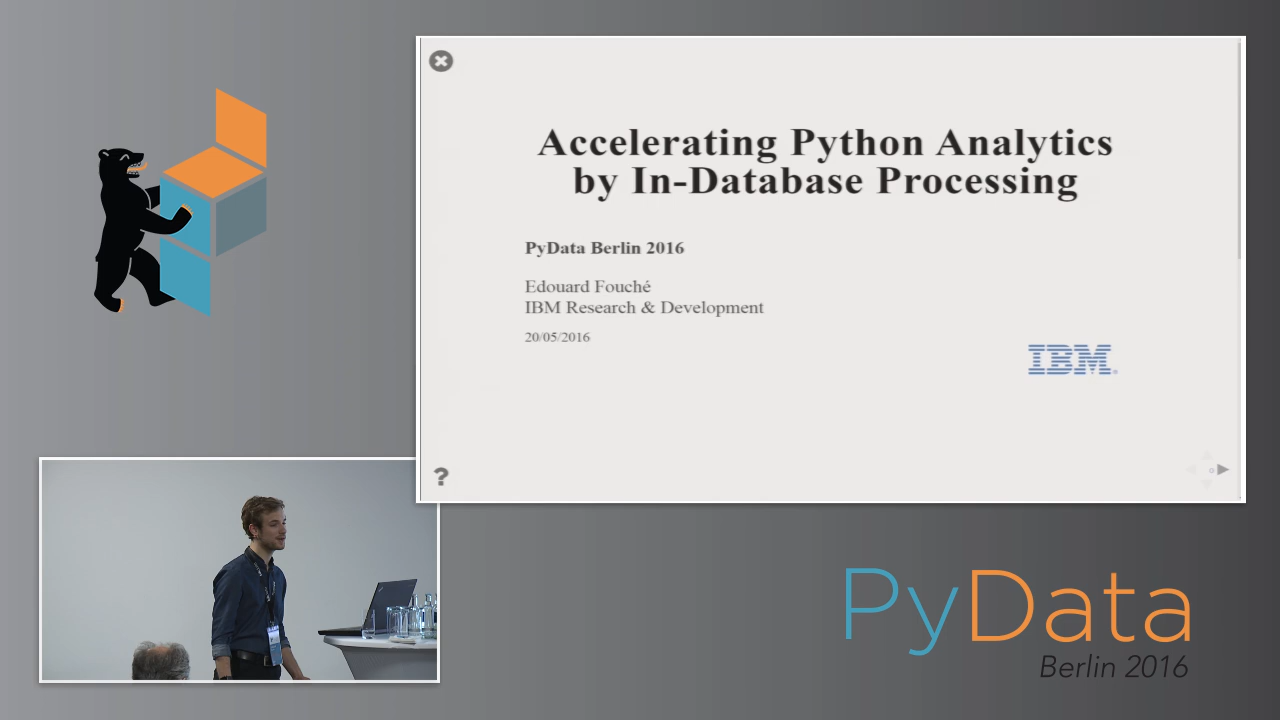 Accelerating Python Analytics
by In-Database Processing
PyData Berlin 2016
Edouard Fouché
IBM Research & Development
20/05/2016
IBM®
?
PyData
Berlin 2016